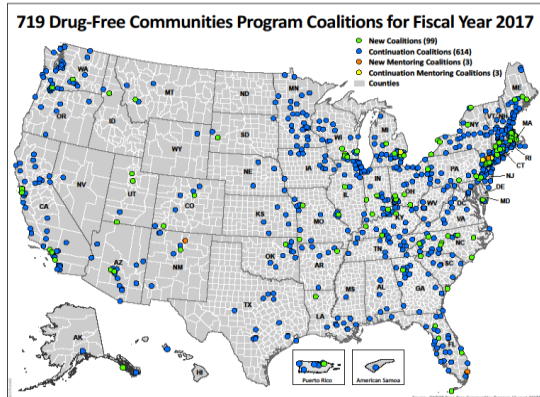 719 Drug-Free Communities Program Coalitions for Fiscal Year 2017
New Coalitions (99)
Continuation Coalitions (614)
New Mentoring Coalitions (3)
Continuation Mentoring Coalitions (3)
Counties
WA
MT
ND
MN
ME
OR
ID
SD
WI
MI
NY
VT
NH
MA
WY
RI
CT
NE
IA
PA
NJ
NV
UT
IL
IN
OH
DE
CO
WV
DC
MD
CA
KS
MO
KY
VA
AZ
NM
OK
AR
TN
NC
SC
TX
MS
AL
GA
LA
AK
HI
FL
Puerto Rico
American Samoa